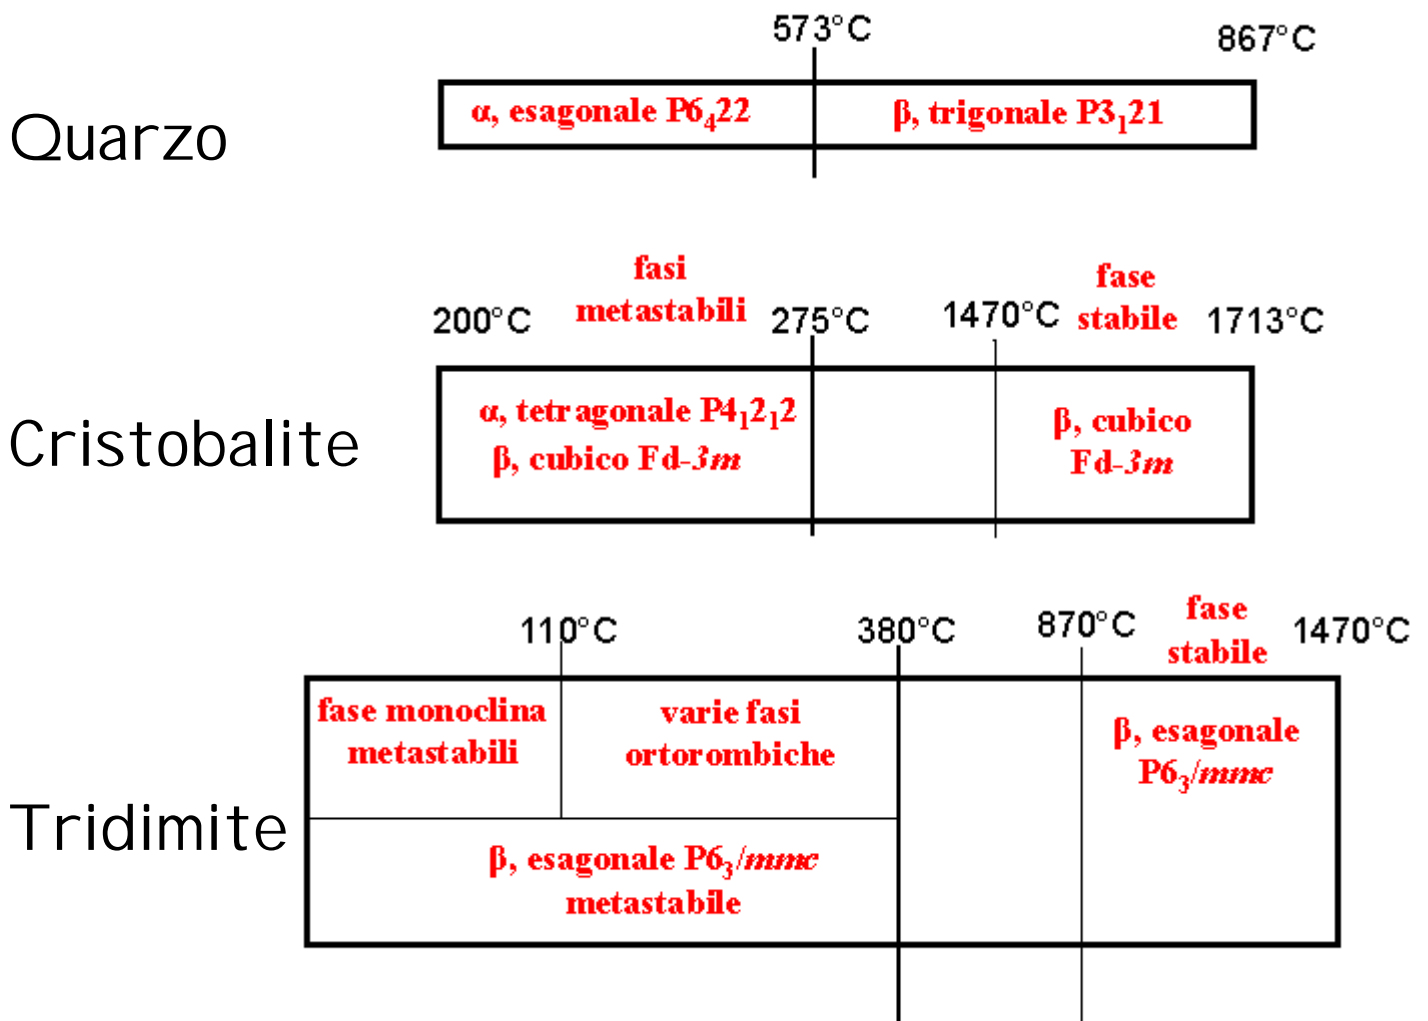 573°C
867°C
Quarzo
α, esagonale P6₄22
β, trigonale P3₁21
fasi
metastabili
fase
stabile
200°C
275°C
1470°C
1713°C
Cristobalite
α, tetragonale P4₁2₁2
β, cubico Fd-3m
β, cubico
Fd-3m
110°C
380°C
870°C
fase
stabile
1470°C
Tridimite
fase monoclina
metastabili
varie fasi
ortorombiche
β, esagonale
P6₃/mmc
β, esagonale P6₃/mmc
metastabile